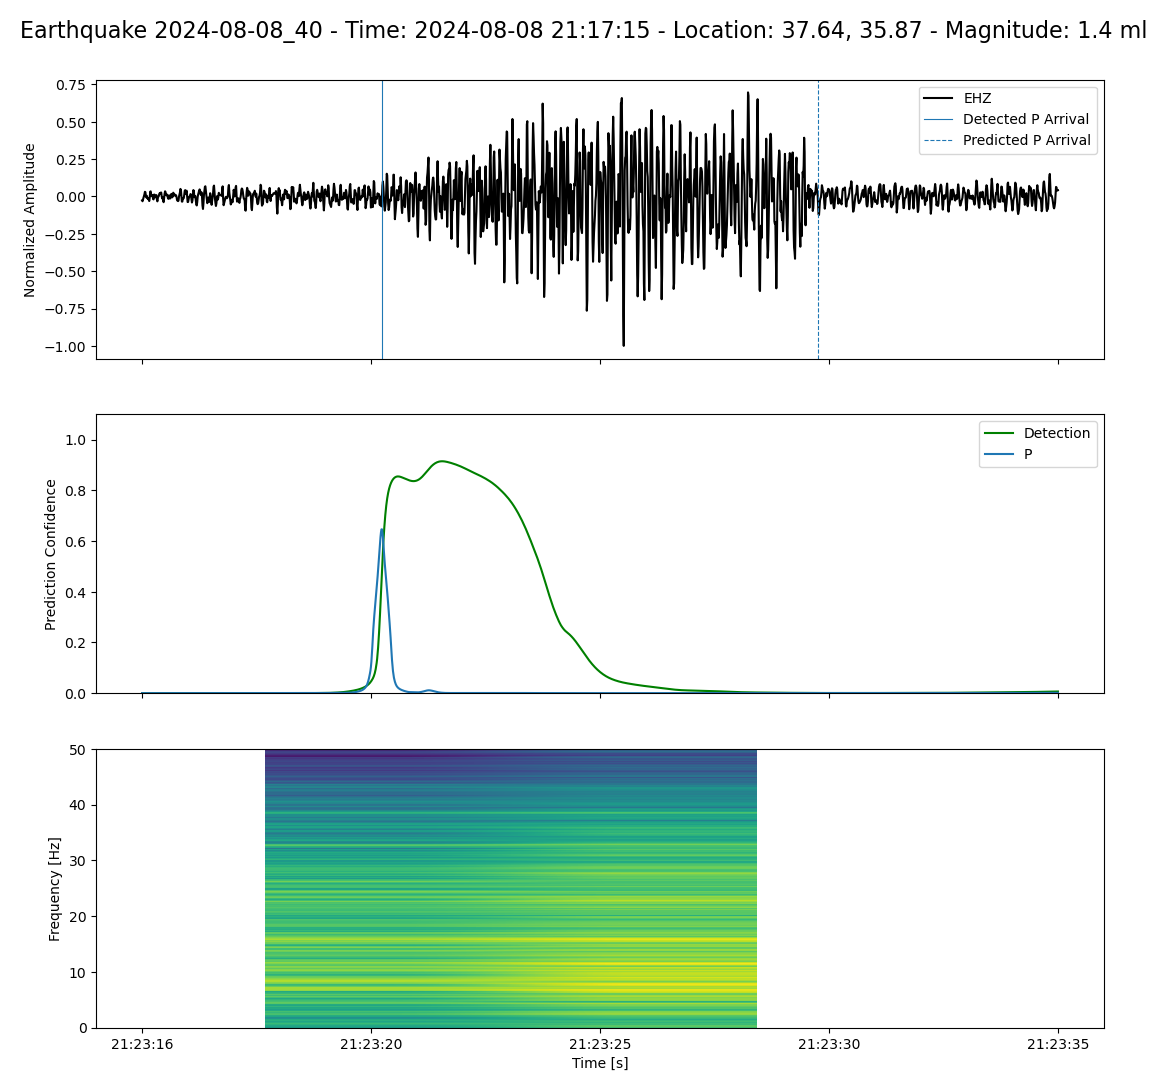 Earthquake 2024-08-08_40 - Time: 2024-08-08 21:17:15 - Location: 37.64, 35.87 - Magnitude: 1.4 ml
Normalized Amplitude
0.75
0.50
0.25
0.00
−0.25
−0.50
−0.75
−1.00
EHZ
Detected P Arrival
Predicted P Arrival
Prediction Confidence
1.0
0.8
0.6
0.4
0.2
0.0
Detection
P
Frequency [Hz]
50
40
30
20
10
0
21:23:16
21:23:20
21:23:25
21:23:30
21:23:35
Time [s]